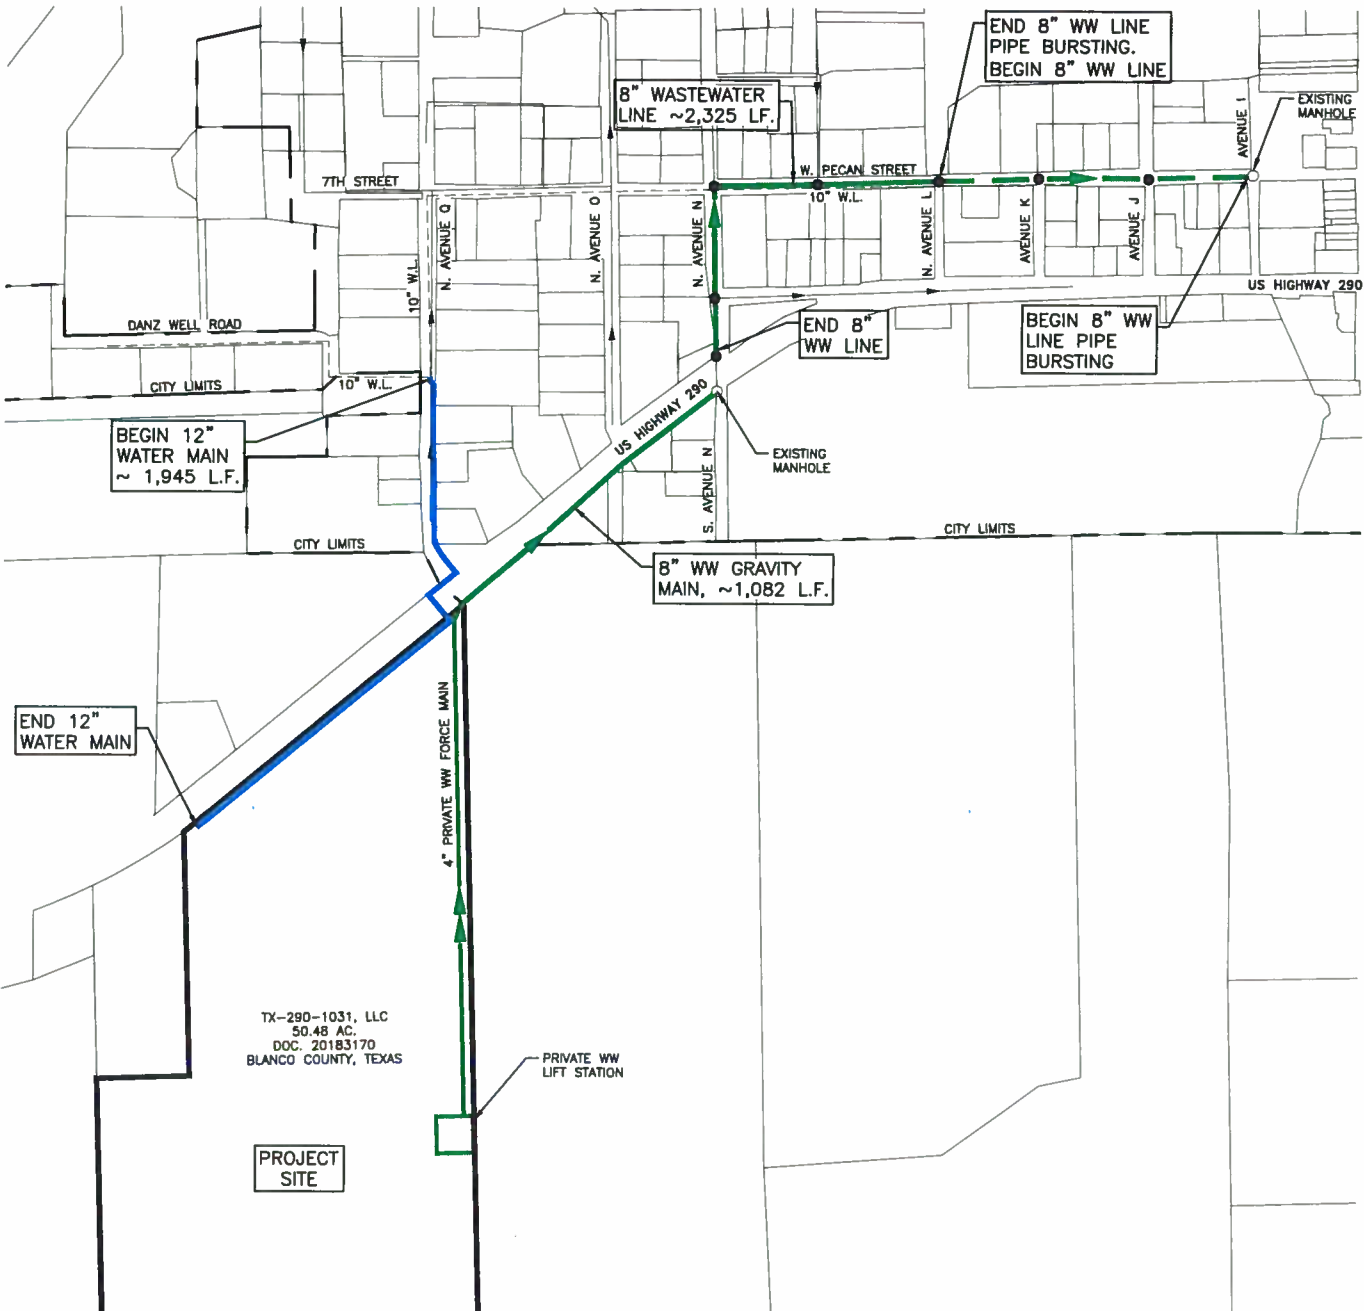 END 8" WW LINE
PIPE BURSTING.
BEGIN 8" WW LINE
8" WASTEWATER
LINE ~2,325 LF.
EXISTING
MANHOLE
AVENUE I
W. PECAN STREET
10" W.L.
7TH STREET
N. AVENUE Q
N. AVENUE O
N. AVENUE N
N. AVENUE L
AVENUE K
AVENUE J
10" W.L.
US HIGHWAY 290
DANZ WELL ROAD
END 8"
WW LINE
BEGIN 8" WW
LINE PIPE
BURSTING
CITY LIMITS
10" W.L.
US HIGHWAY 290
BEGIN 12"
WATER MAIN
~ 1,945 L.F.
EXISTING
MANHOLE
S. AVENUE N
CITY LIMITS
CITY LIMITS
8" WW GRAVITY
MAIN, ~1,082 L.F.
END 12"
WATER MAIN
4" PRIVATE WW FORCE MAIN
TX-290-1031, LLC
50.48 AC.
DOC. 20183170
BLANCO COUNTY, TEXAS
PRIVATE WW
LIFT STATION
PROJECT
SITE